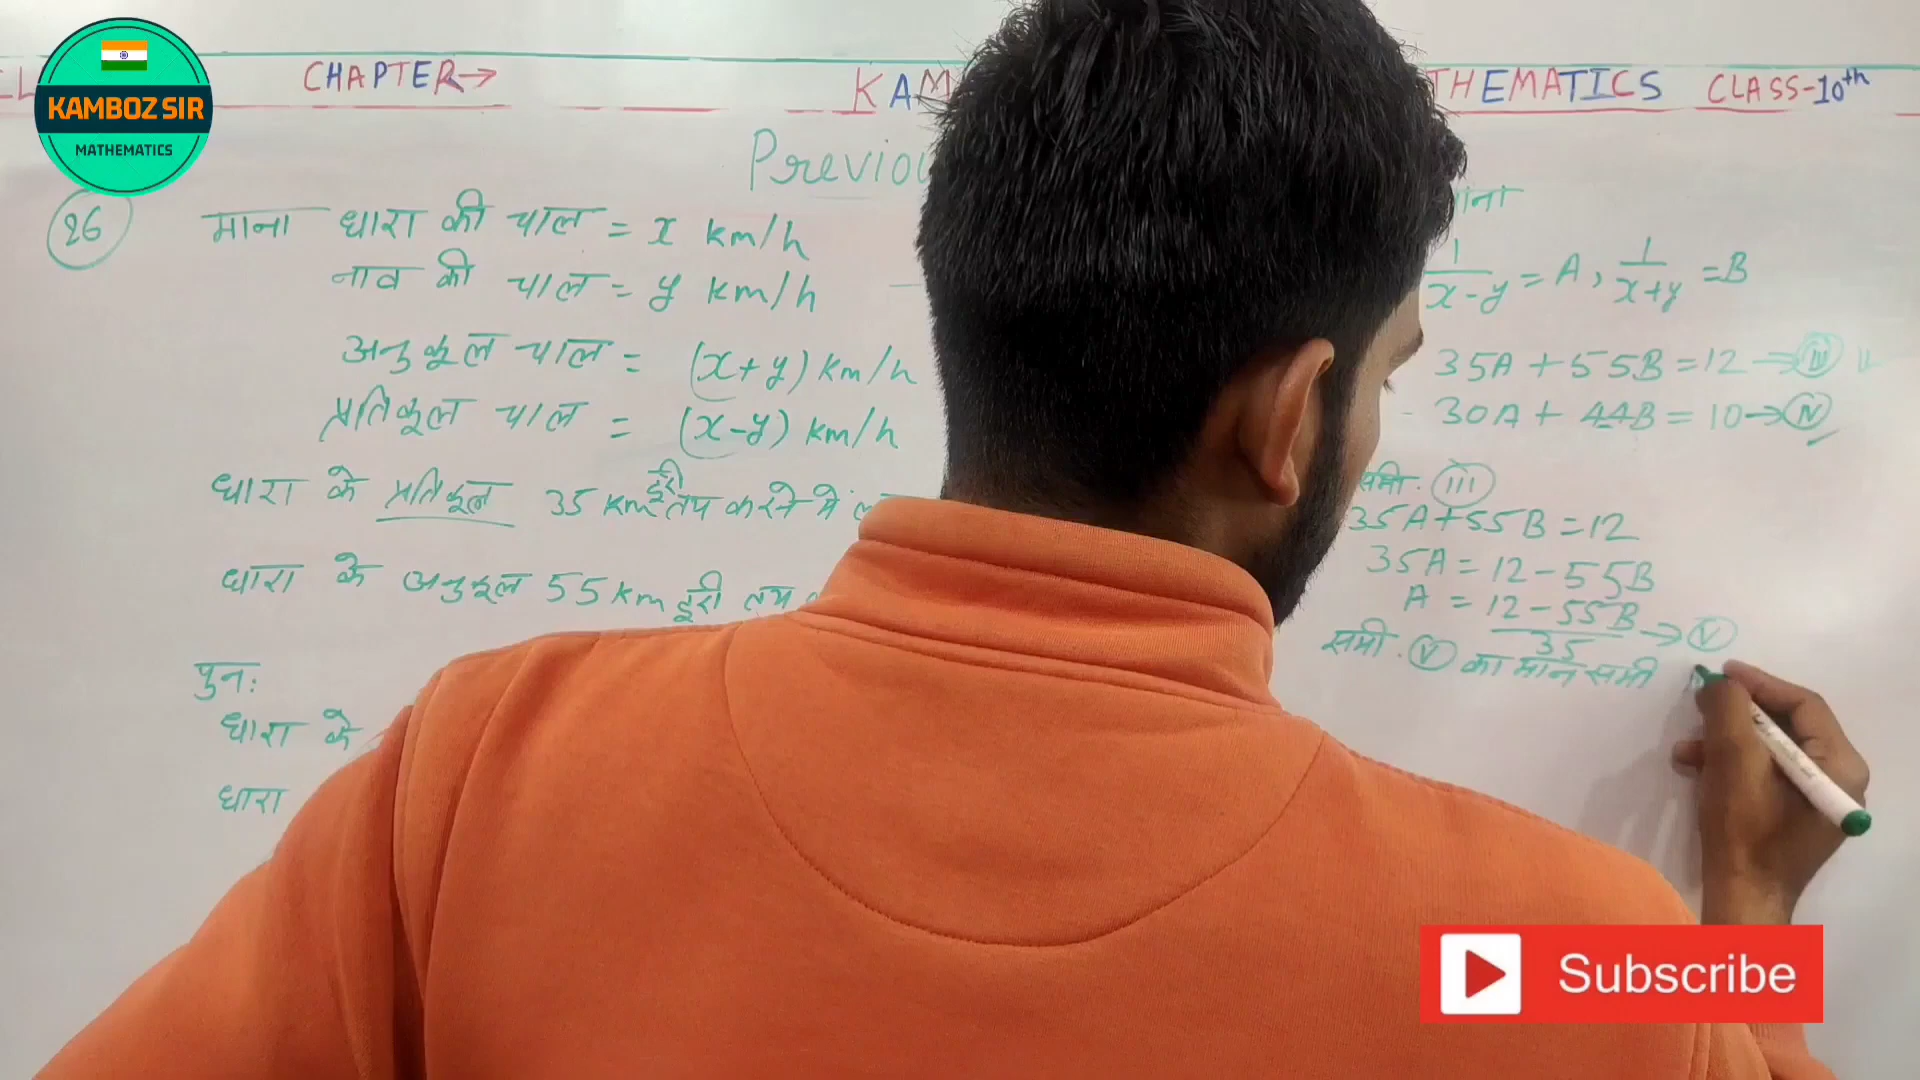 KAMBOZ SIR
MATHEMATICS
CHAPTER→
KAM
THEMATICS CLASS-10th
26
माना धारा की चाल = x km/h
नाव की चाल = y km/h
अनुकूल चाल = (x+y) km/h
प्रतिकूल चाल = (x-y) km/h
धारा के प्रतिकूल 35 km दूरी तय करने में
धारा के अनुकूल 55 km दूरी तय
पुनः
धारा के
धारा
1/(x-y) = A, 1/(x+y) = B
35A + 55B = 12 → III
30A + 44B = 10 → IV
समी. III
35A + 55B = 12
35A = 12 - 55B
A = (12 - 55B)/35 → V
समी. V का मान समी
Subscribe